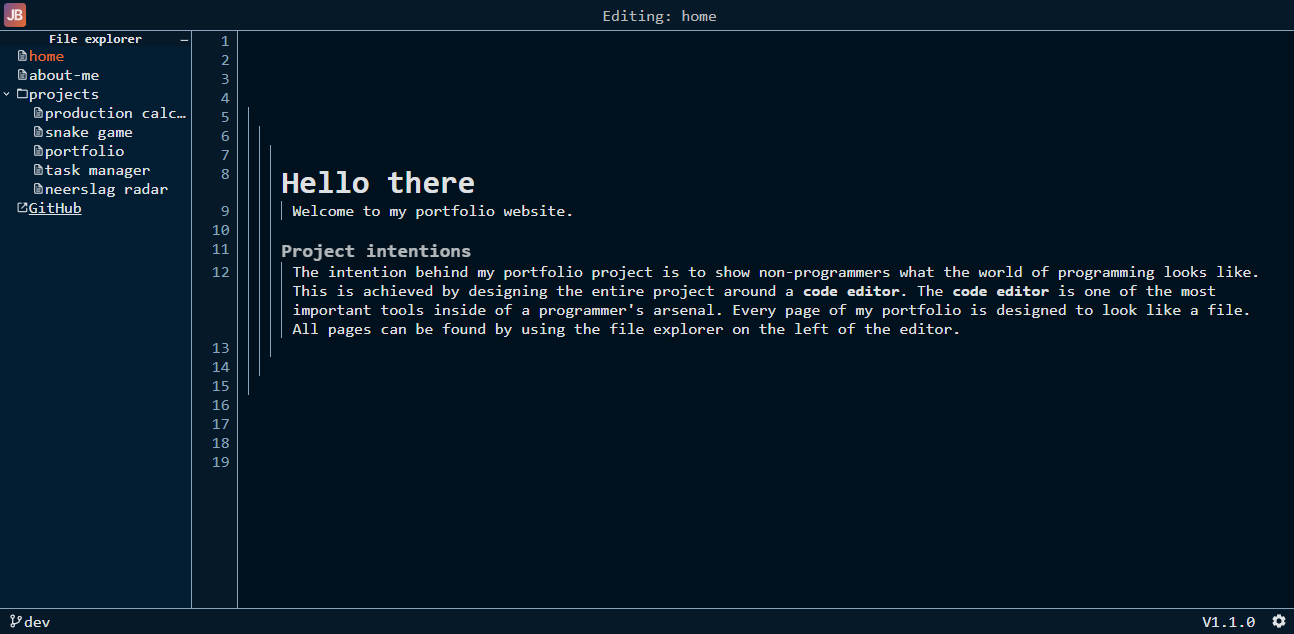 JB
Editing: home
File explorer
home
about-me
projects
production calc…
snake game
portfolio
task manager
neerslag radar
GitHub
1
2
3
4
5
6
7
8 Hello there
9 Welcome to my portfolio website.
10
11 Project intentions
12 The intention behind my portfolio project is to show non-programmers what the world of programming looks like.
This is achieved by designing the entire project around a code editor. The code editor is one of the most
important tools inside of a programmer's arsenal. Every page of my portfolio is designed to look like a file.
All pages can be found by using the file explorer on the left of the editor.
13
14
15
16
17
18
19
dev
V1.1.0